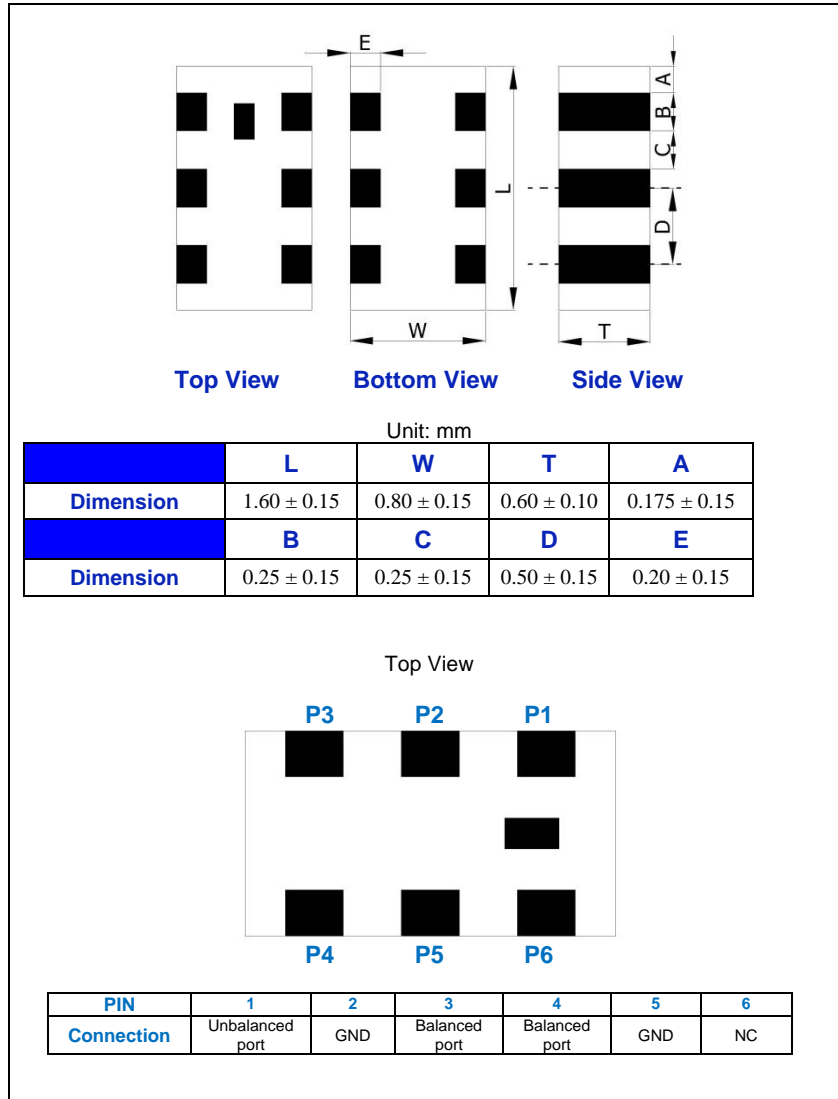 E
A
B
C
L
D
W
T
Top View Bottom View Side View
Unit: mm
L W T A
Dimension 1.60 ± 0.15 0.80 ± 0.15 0.60 ± 0.10 0.175 ± 0.15
B C D E
Dimension 0.25 ± 0.15 0.25 ± 0.15 0.50 ± 0.15 0.20 ± 0.15
Top View
P3 P2 P1
P4 P5 P6
PIN 1 2 3 4 5 6
Connection Unbalanced port GND Balanced port Balanced port GND NC